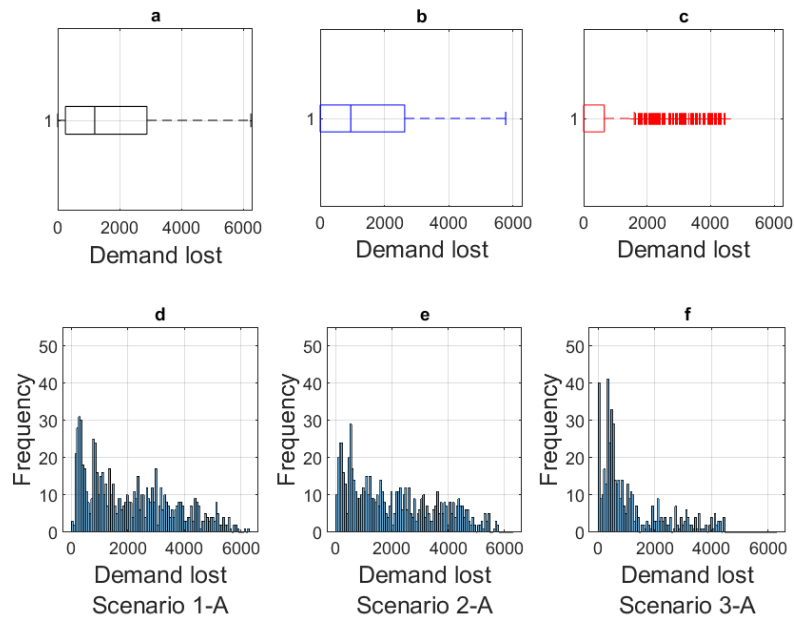 a b c
1 1 1
0 2000 4000 6000 0 2000 4000 6000 0 2000 4000 6000
Demand lost Demand lost Demand lost
d e f
50 50 50
40 40 40
30 30 30
20 20 20
10 10 10
0 0 0
Frequency Frequency Frequency
0 2000 4000 6000 0 2000 4000 6000 0 2000 4000 6000
Demand lost Demand lost Demand lost
Scenario 1-A Scenario 2-A Scenario 3-A